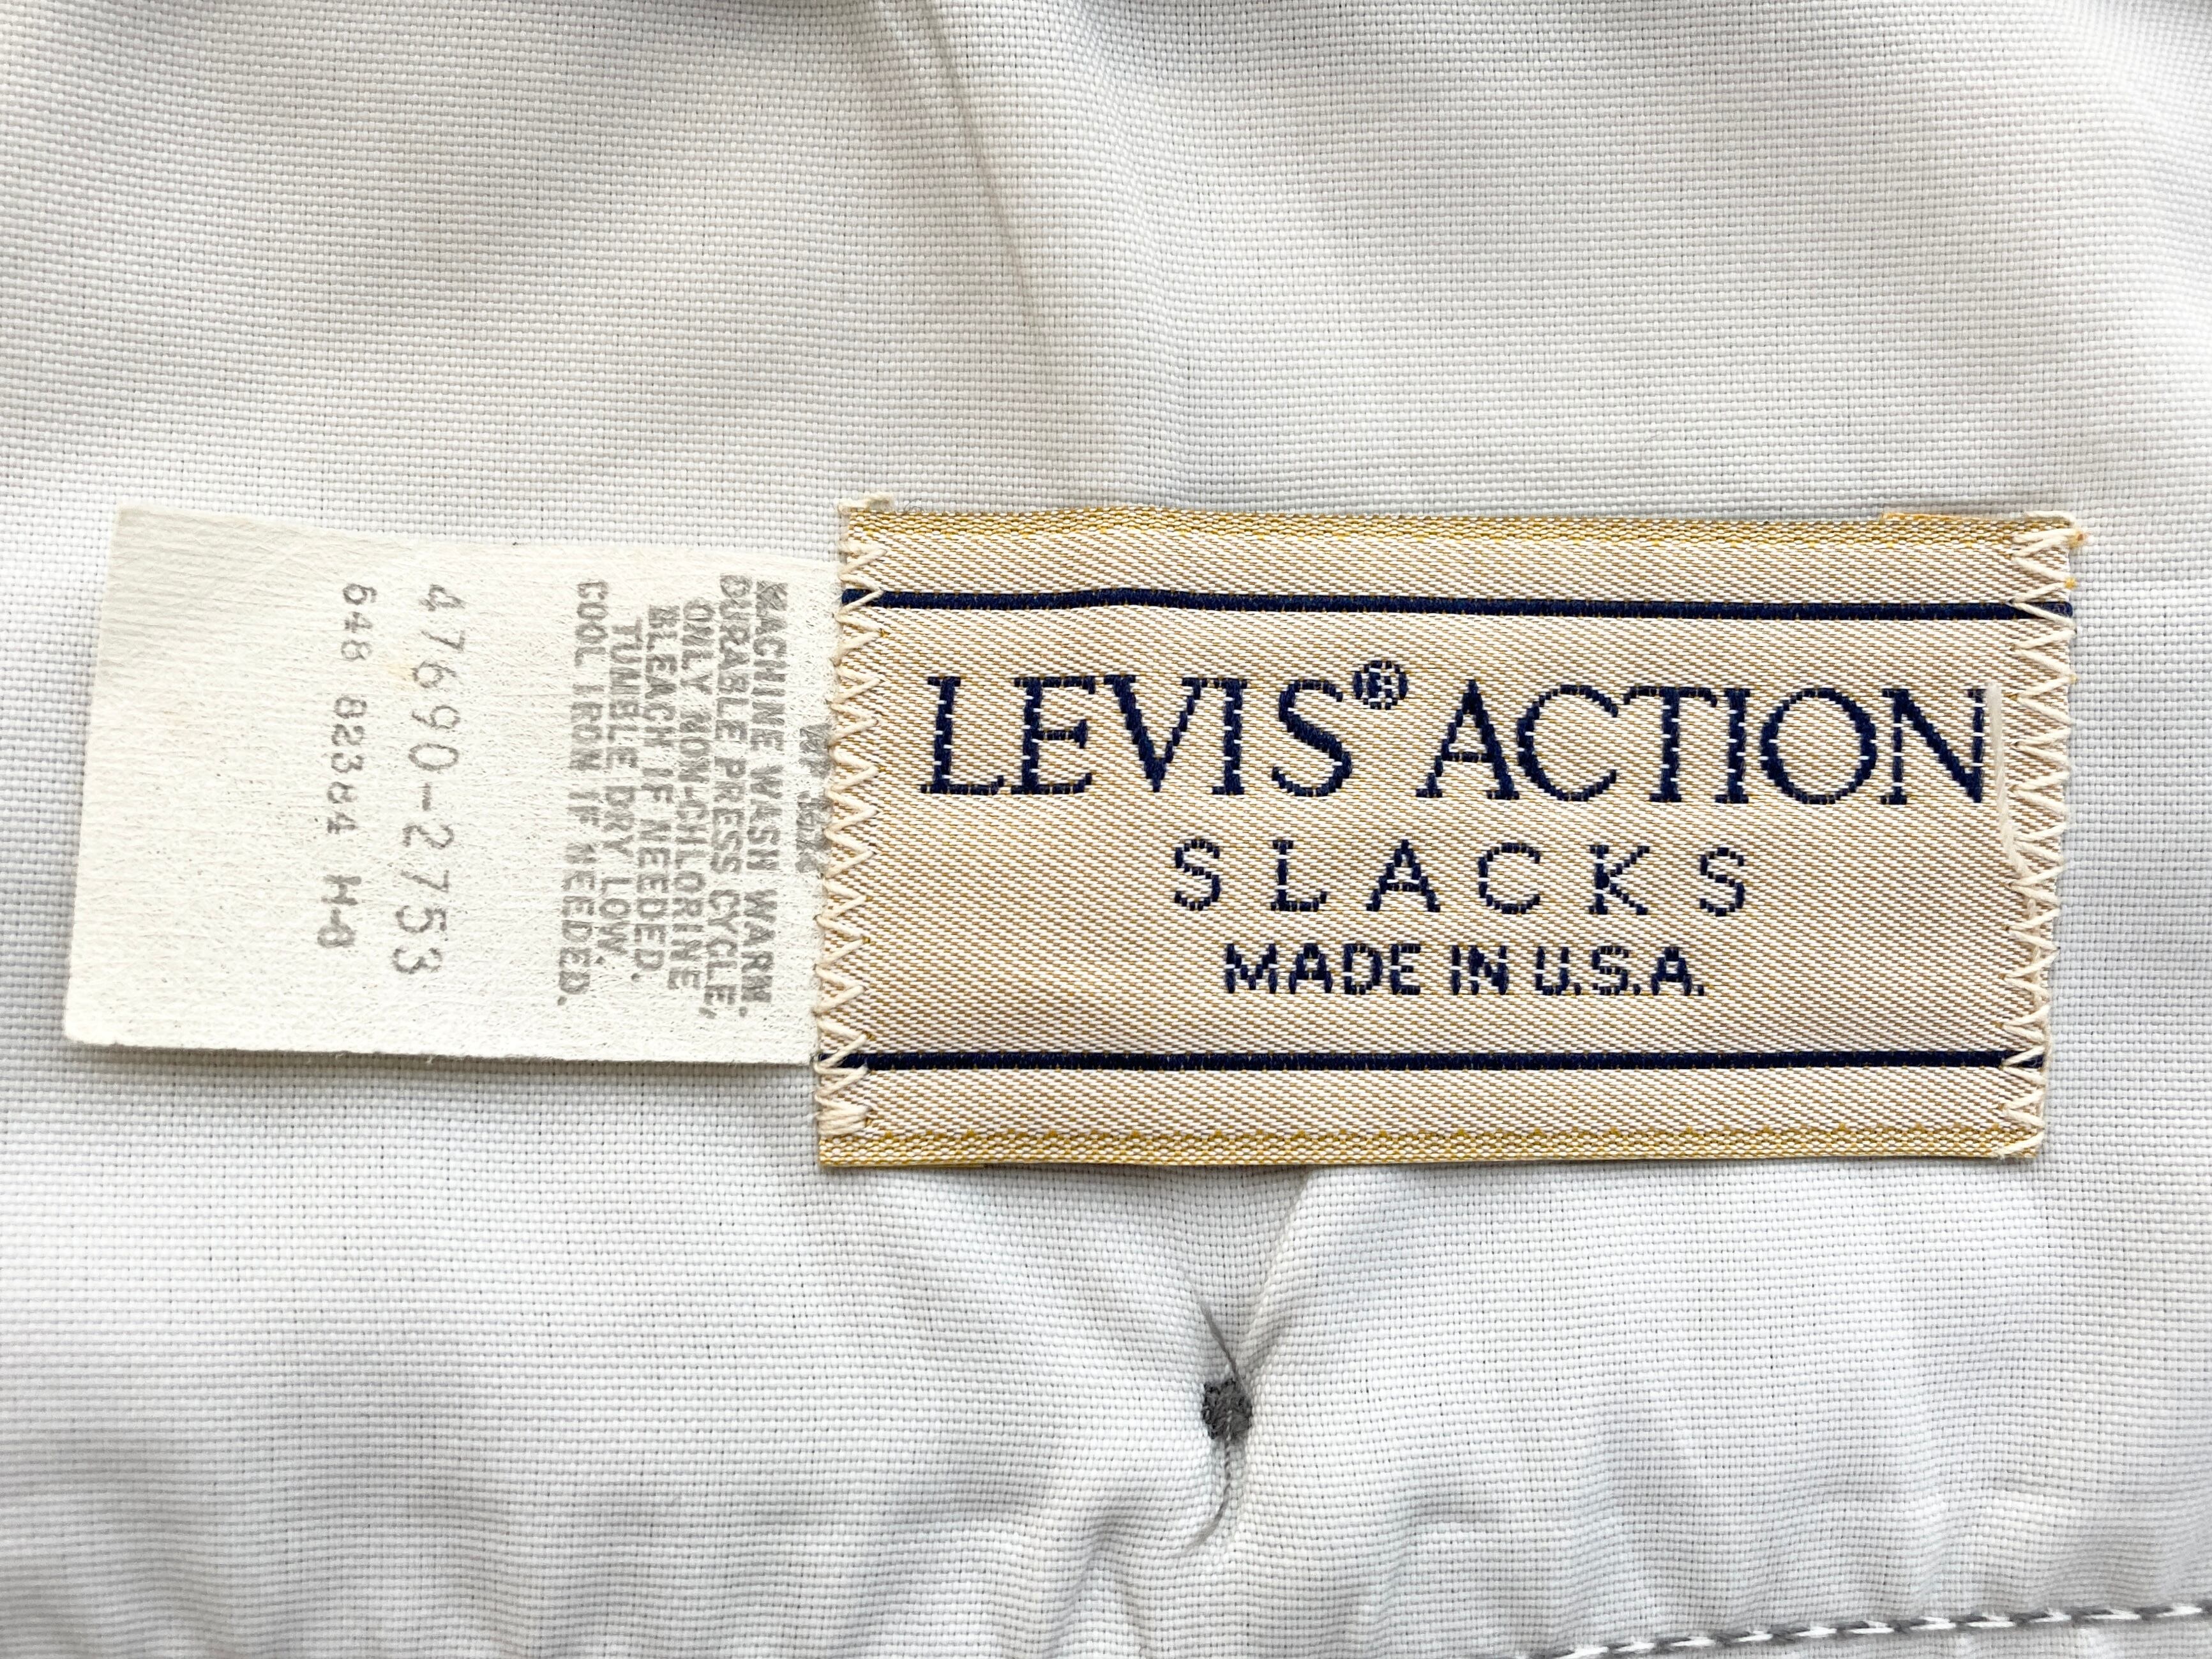 LEVIS® ACTION
SLACKS
MADE IN U.S.A.
MACHINE WASH WARM.
DURABLE PRESS CYCLE.
ONLY NON-CHLORINE,
BLEACH IF NEEDED.
TUMBLE DRY LOW.
COOL IRON IF NEEDED.
47690-2753
648 82384